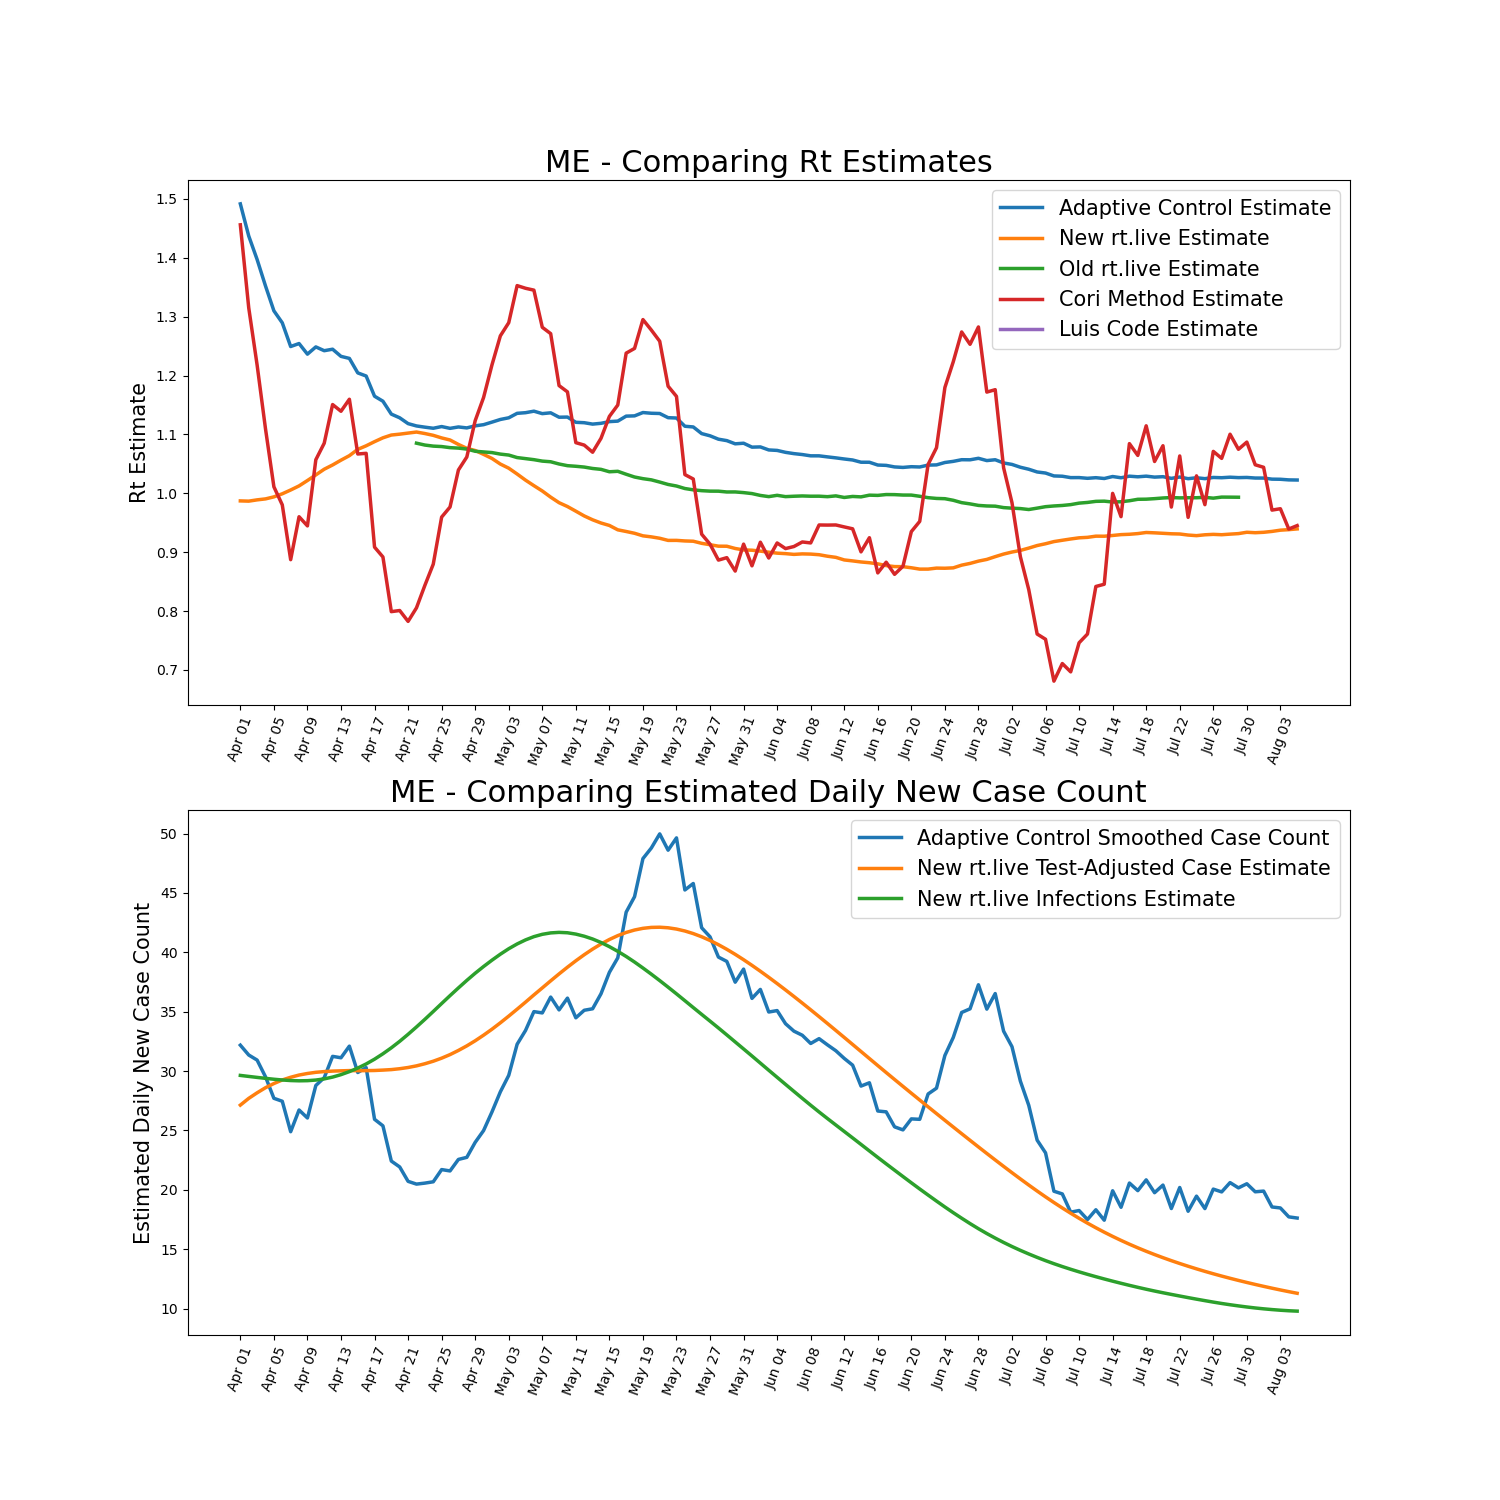 ME - Comparing Rt Estimates
Rt Estimate
1.5
1.4
1.3
1.2
1.1
1.0
0.9
0.8
0.7
Adaptive Control Estimate
New rt.live Estimate
Old rt.live Estimate
Cori Method Estimate
Luis Code Estimate
Apr 01 Apr 05 Apr 09 Apr 13 Apr 17 Apr 21 Apr 25 Apr 29 May 03 May 07 May 11 May 15 May 19 May 23 May 27 May 31 Jun 04 Jun 08 Jun 12 Jun 16 Jun 20 Jun 24 Jun 28 Jul 02 Jul 06 Jul 10 Jul 14 Jul 18 Jul 22 Jul 26 Jul 30 Aug 03
ME - Comparing Estimated Daily New Case Count
Estimated Daily New Case Count
50
45
40
35
30
25
20
15
10
Adaptive Control Smoothed Case Count
New rt.live Test-Adjusted Case Estimate
New rt.live Infections Estimate
Apr 01 Apr 05 Apr 09 Apr 13 Apr 17 Apr 21 Apr 25 Apr 29 May 03 May 07 May 11 May 15 May 19 May 23 May 27 May 31 Jun 04 Jun 08 Jun 12 Jun 16 Jun 20 Jun 24 Jun 28 Jul 02 Jul 06 Jul 10 Jul 14 Jul 18 Jul 22 Jul 26 Jul 30 Aug 03